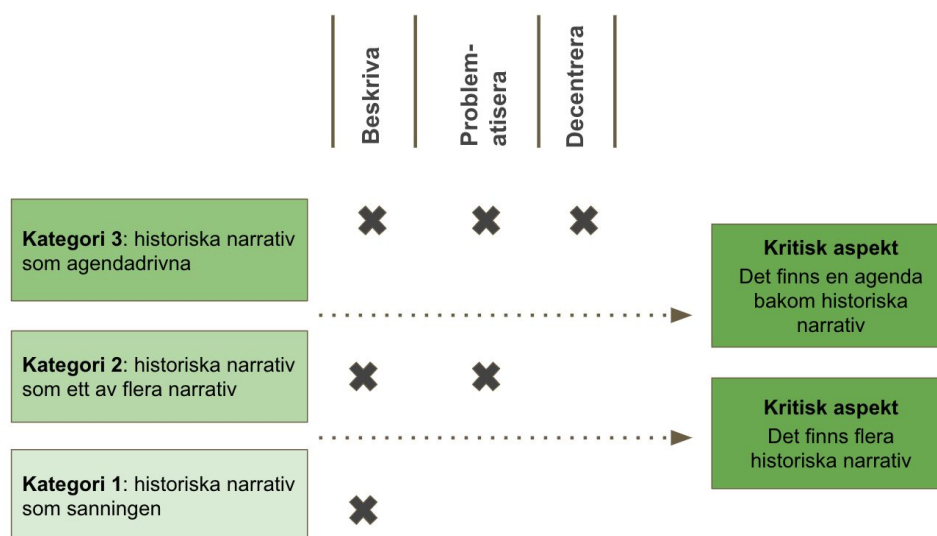 Beskriva
Problem-
atisera
Decentrera
Kategori 3: historiska narrativ
som agendadrivna
Kritisk aspekt
Det finns en agenda
bakom historiska
narrativ
Kategori 2: historiska narrativ
som ett av flera narrativ
Kritisk aspekt
Det finns flera
historiska narrativ
Kategori 1: historiska narrativ
som sanningen